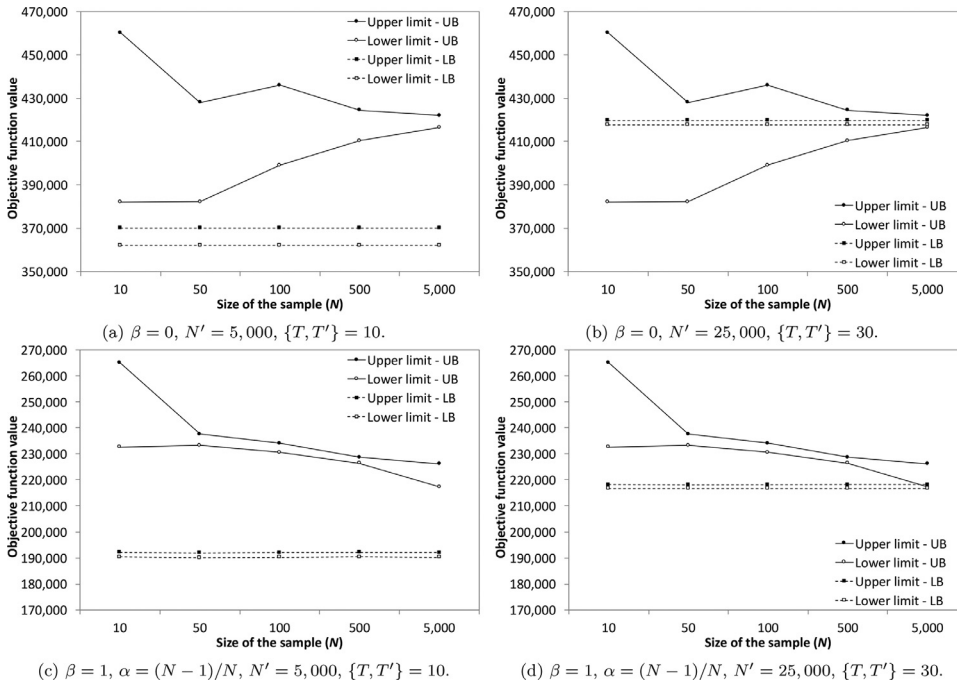 470,000
450,000
430,000
410,000
390,000
370,000
350,000
Objective function value
Upper limit - UB
Lower limit - UB
Upper limit - LB
Lower limit - LB
10 50 100 500 5,000
Size of the sample (N)
(a) β = 0, N′ = 5,000, {T, T′} = 10.
470,000
450,000
430,000
410,000
390,000
370,000
350,000
Objective function value
Upper limit - UB
Lower limit - UB
Upper limit - LB
Lower limit - LB
10 50 100 500 5,000
Size of the sample (N)
(b) β = 0, N′ = 25,000, {T, T′} = 30.
270,000
260,000
250,000
240,000
230,000
220,000
210,000
200,000
190,000
180,000
170,000
Objective function value
Upper limit - UB
Lower limit - UB
Upper limit - LB
Lower limit - LB
10 50 100 500 5,000
Size of the sample (N)
(c) β = 1, α = (N − 1)/N, N′ = 5,000, {T, T′} = 10.
270,000
260,000
250,000
240,000
230,000
220,000
210,000
200,000
190,000
180,000
170,000
Objective function value
Upper limit - UB
Lower limit - UB
Upper limit - LB
Lower limit - LB
10 50 100 500 5,000
Size of the sample (N)
(d) β = 1, α = (N − 1)/N, N′ = 25,000, {T, T′} = 30.